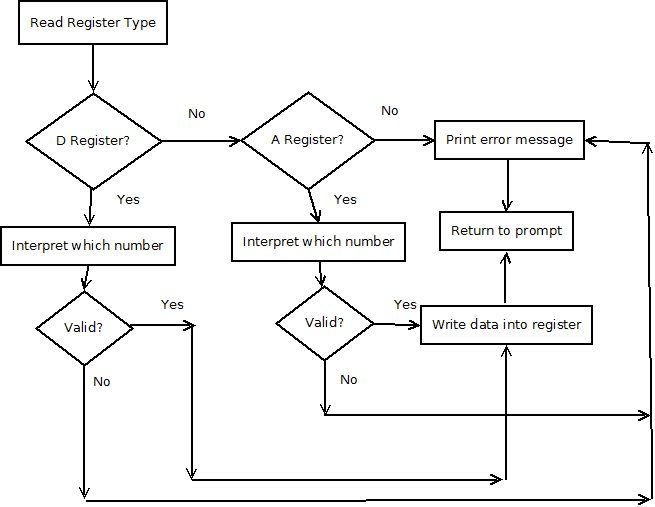 Read Register Type
No
No
D Register?
A Register?
Print error message
Yes
Yes
Interpret which number
Interpret which number
Return to prompt
Yes
Yes
Valid?
Valid?
Write data into register
No
No